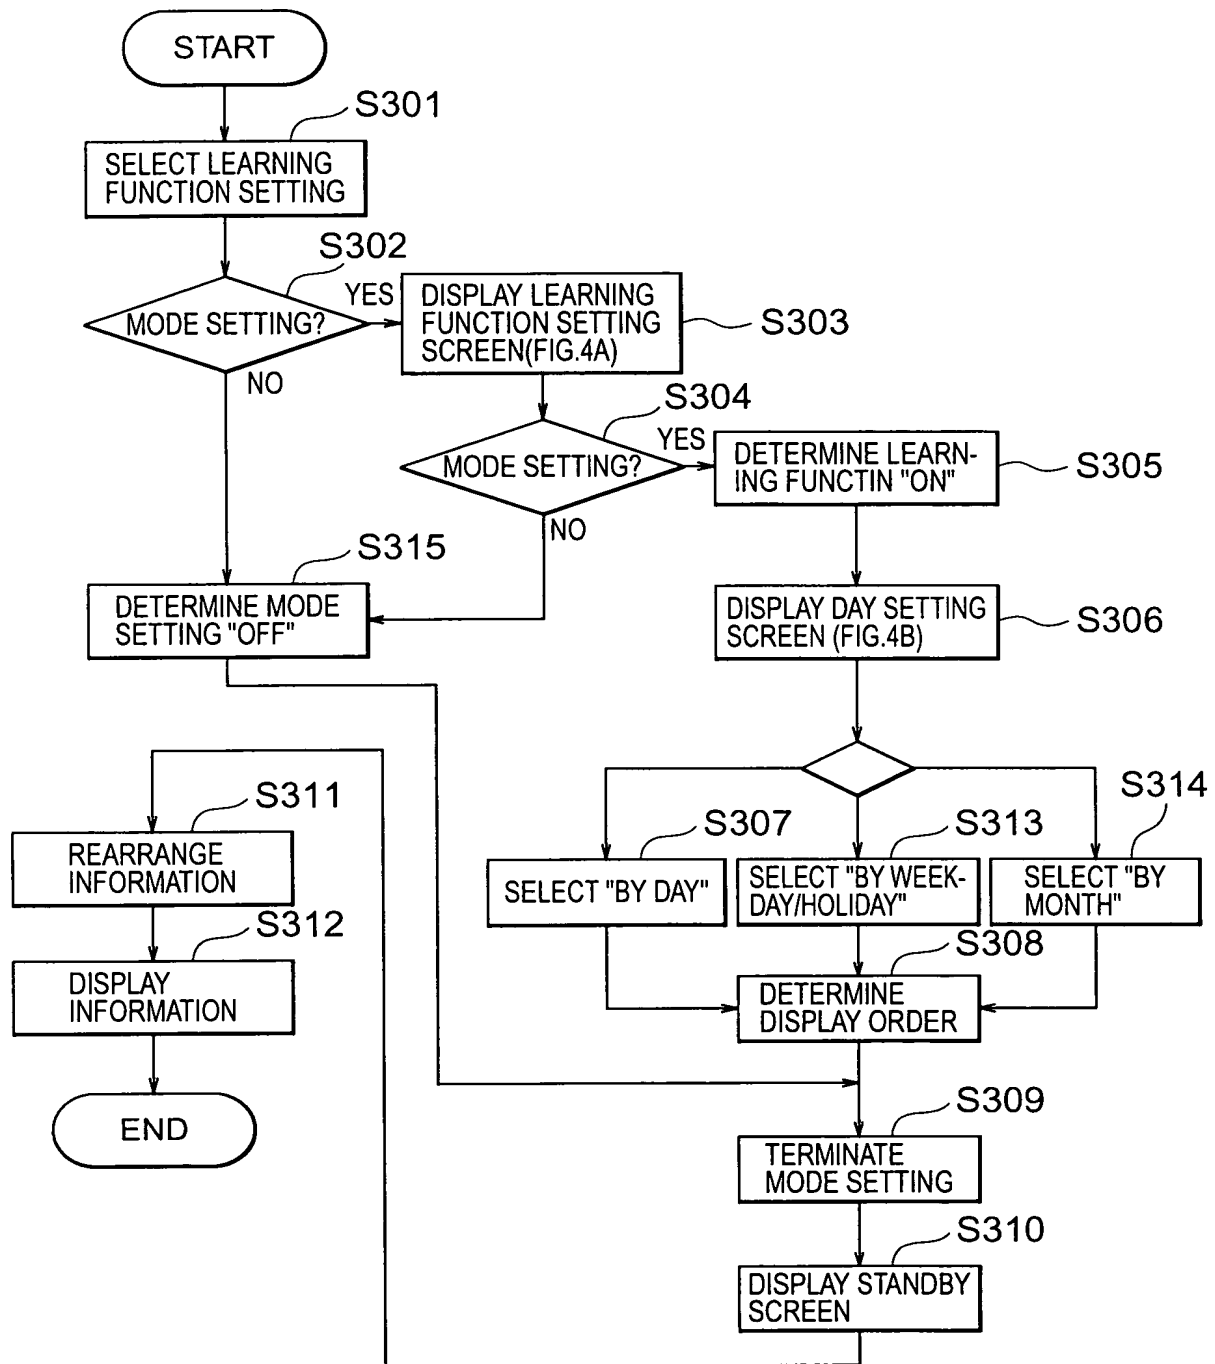 START
S301
SELECT LEARNING
FUNCTION SETTING
S302
MODE SETTING?
YES
NO
DISPLAY LEARNING
FUNCTION SETTING
SCREEN(FIG.4A)
S303
S304
MODE SETTING?
YES
NO
DETERMINE LEARN-
ING FUNCTIN "ON"
S305
S315
DETERMINE MODE
SETTING "OFF"
DISPLAY DAY SETTING
SCREEN (FIG.4B)
S306
S307
SELECT "BY DAY"
S313
SELECT "BY WEEK-
DAY/HOLIDAY"
S314
SELECT "BY
MONTH"
S308
DETERMINE
DISPLAY ORDER
S309
TERMINATE
MODE SETTING
S310
DISPLAY STANDBY
SCREEN
S311
REARRANGE
INFORMATION
S312
DISPLAY
INFORMATION
END